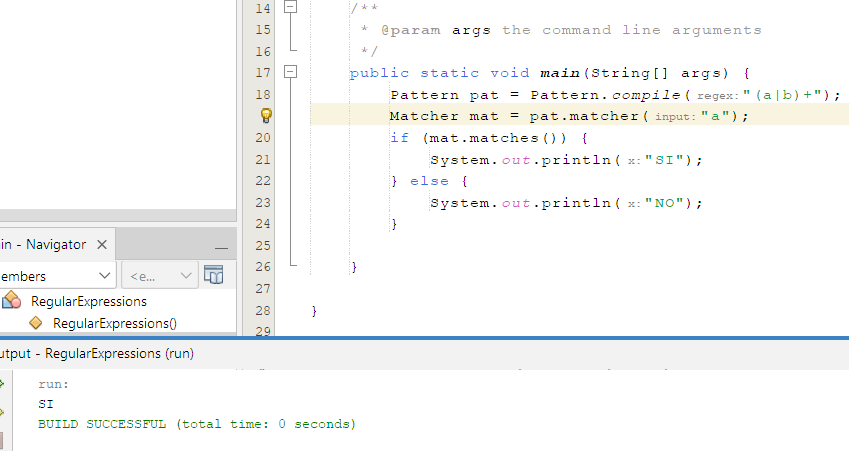 14 /**
15 * @param args the command line arguments
16 */
17 public static void main(String[] args) {
18 Pattern pat = Pattern.compile( regex: "(a|b)+");
Matcher mat = pat.matcher( input: "a");
20 if (mat.matches()) {
21 System.out.println( x: "SI");
22 } else {
23 System.out.println( x: "NO");
24 }
25
26 }
27
28 }
29
in - Navigator
embers
<e...
RegularExpressions
RegularExpressions()
utput - RegularExpressions (run)
run:
SI
BUILD SUCCESSFUL (total time: 0 seconds)